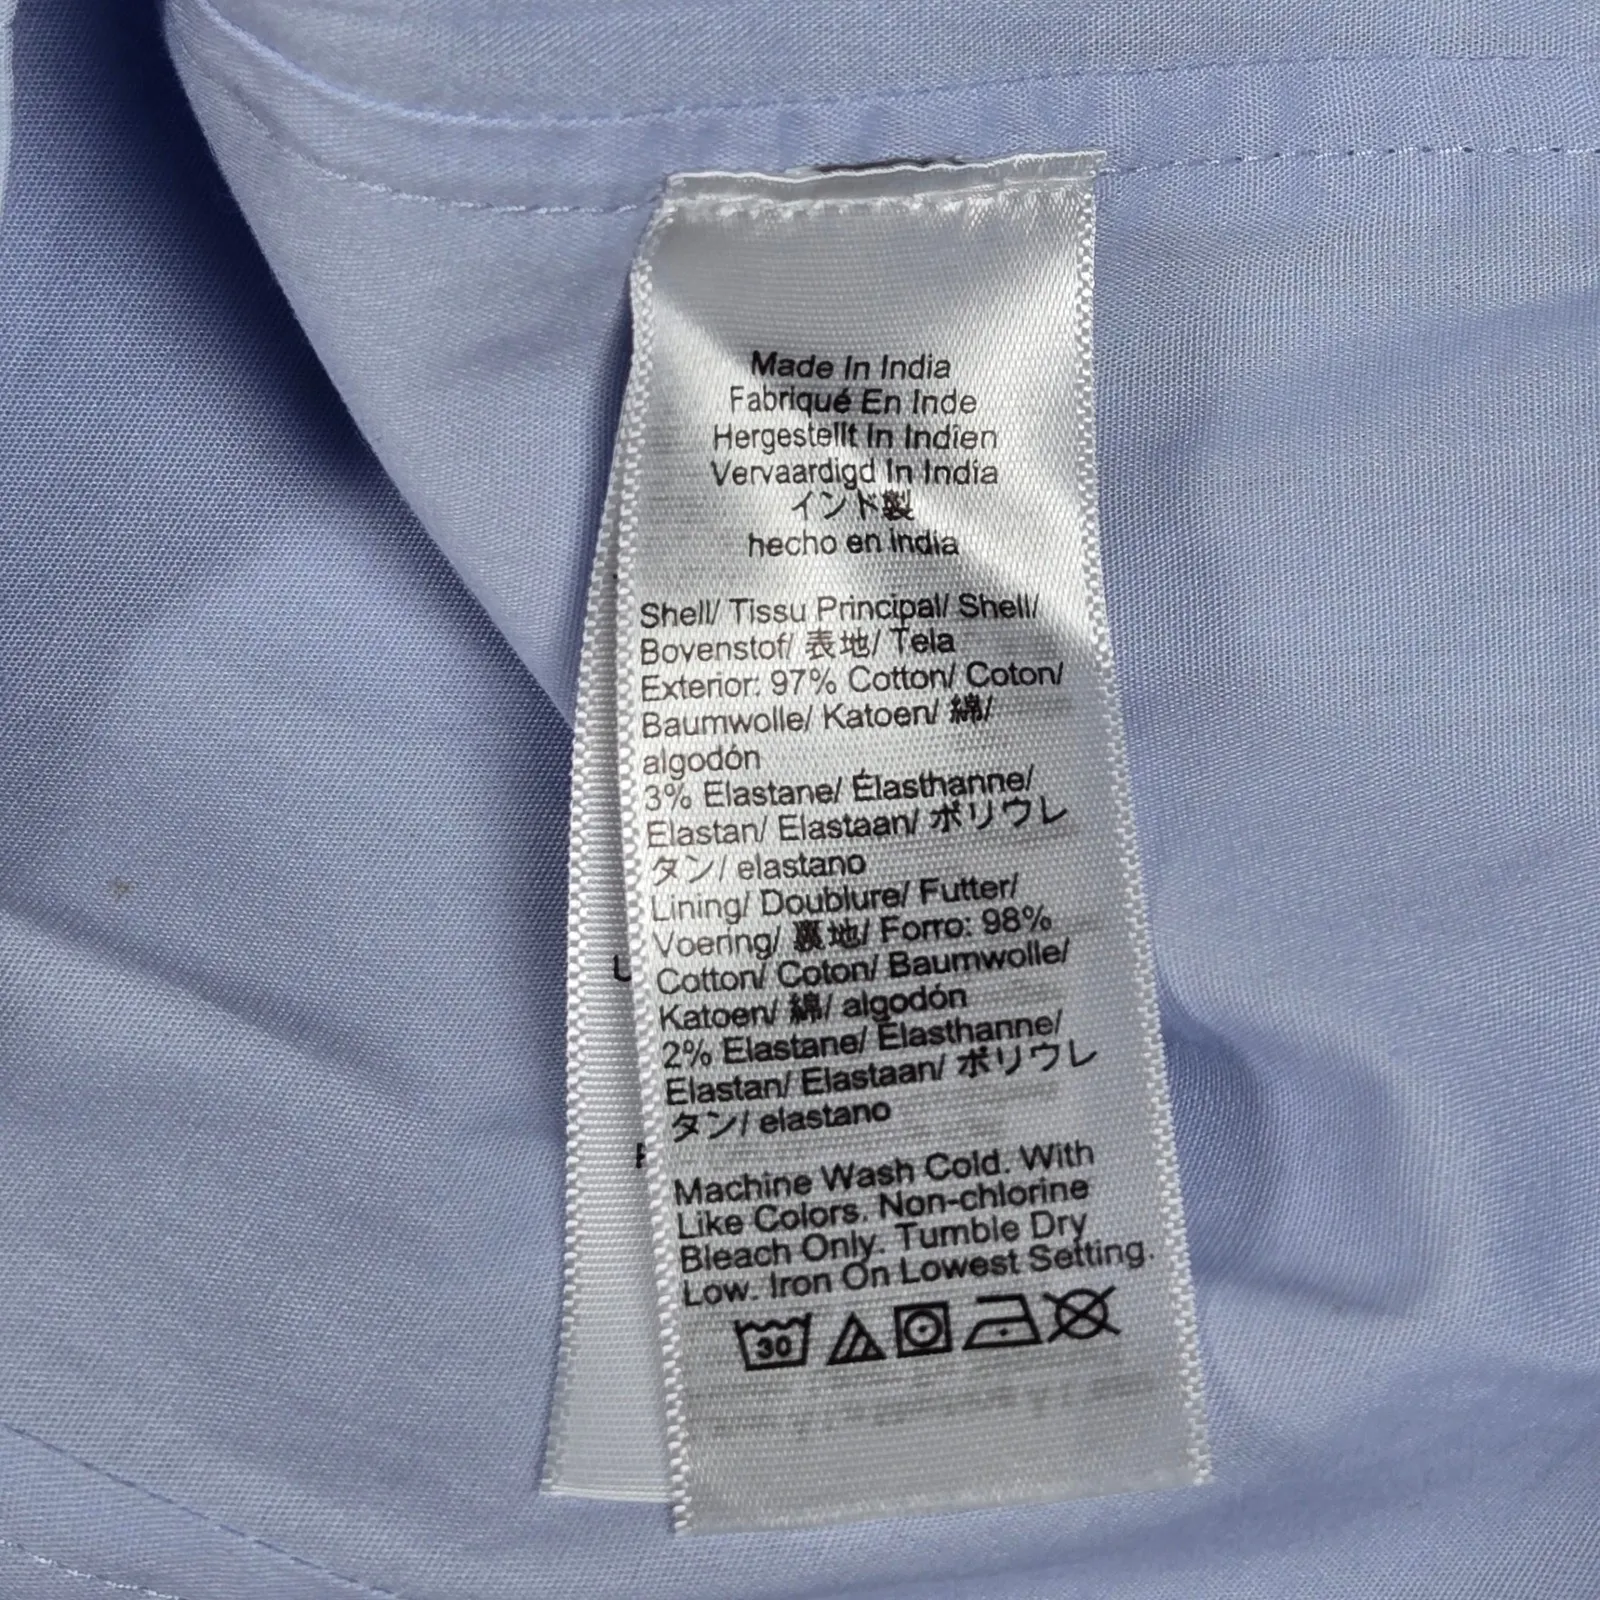 Made In India
Fabriqué En Inde
Hergestellt In Indien
Vervaardigd In India
インド製
hecho en india
Shell/ Tissu Principal/ Shell/
Bovenstof/ 表地/ Tela
Exterior: 97% Cotton/ Coton/
Baumwolle/ Katoen/ 綿/
algodón
3% Elastane/ Élasthanne/
Elastan/ Elastaan/ ポリウレ
タン/ elastano
Lining/ Doublure/ Futter/
Voering/ 裏地/ Forro: 98%
Cotton/ Coton/ Baumwolle/
Katoen/ 綿/ algodón
2% Elastane/ Élasthanne/
Elastan/ Elastaan/ ポリウレ
タン/ elastano
Machine Wash Cold. With
Like Colors. Non-chlorine
Bleach Only. Tumble Dry
Low. Iron On Lowest Setting.
30